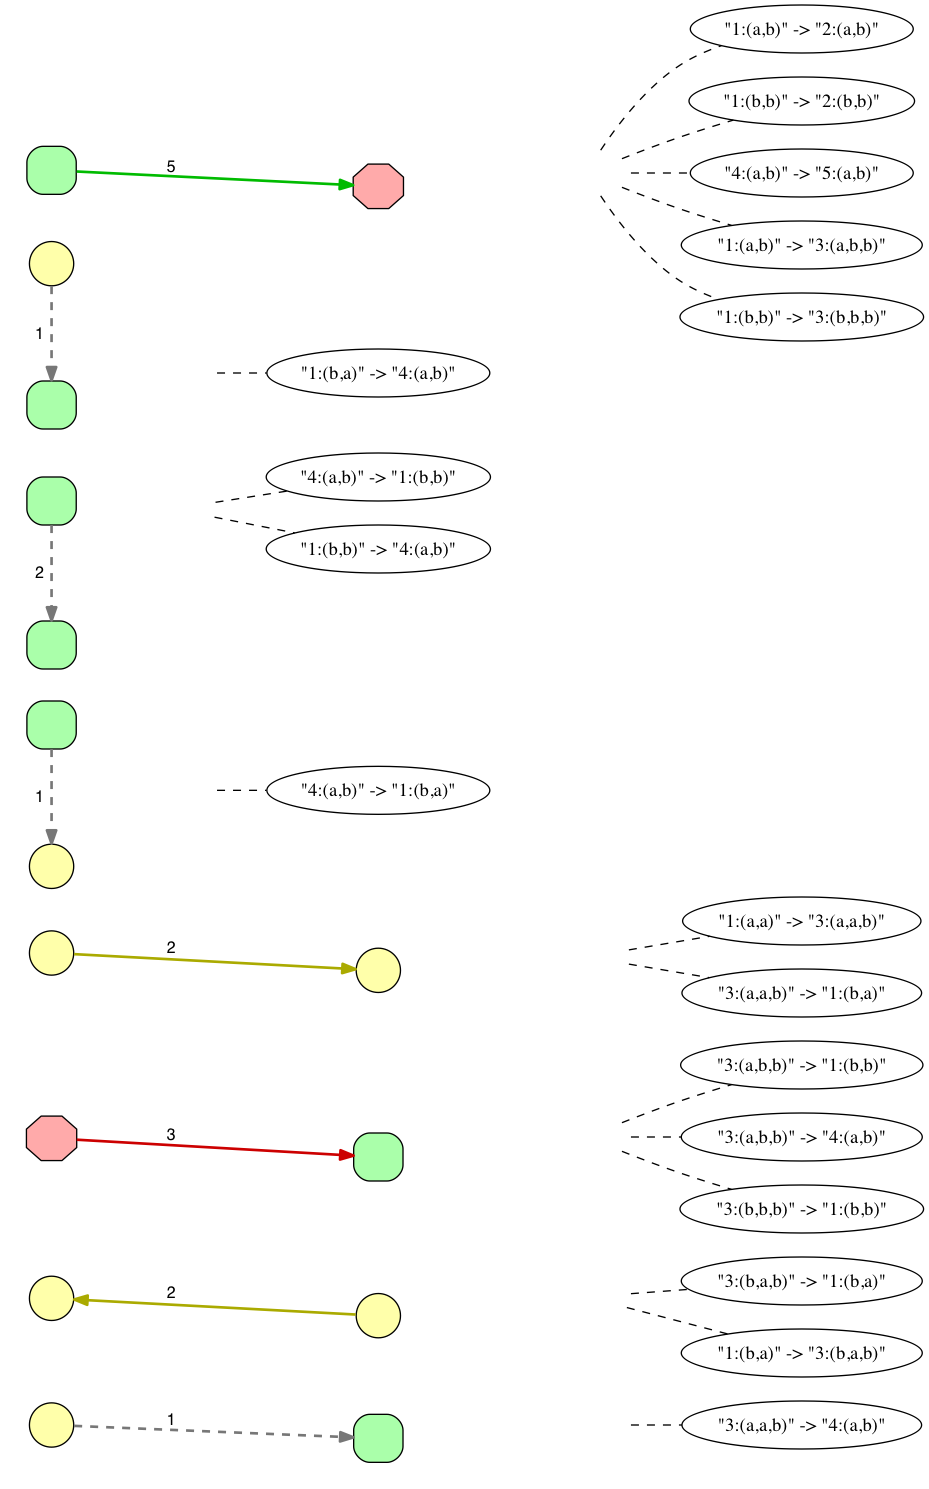 "1:(a,b)" -> "2:(a,b)"
"1:(b,b)" -> "2:(b,b)"
5
"4:(a,b)" -> "5:(a,b)"
"1:(a,b)" -> "3:(a,b,b)"
"1:(b,b)" -> "3:(b,b,b)"
1
"1:(b,a)" -> "4:(a,b)"
"4:(a,b)" -> "1:(b,b)"
"1:(b,b)" -> "4:(a,b)"
2
1
"4:(a,b)" -> "1:(b,a)"
"1:(a,a)" -> "3:(a,a,b)"
2
"3:(a,a,b)" -> "1:(b,a)"
"3:(a,b,b)" -> "1:(b,b)"
3
"3:(a,b,b)" -> "4:(a,b)"
"3:(b,b,b)" -> "1:(b,b)"
"3:(b,a,b)" -> "1:(b,a)"
2
"1:(b,a)" -> "3:(b,a,b)"
1
"3:(a,a,b)" -> "4:(a,b)"